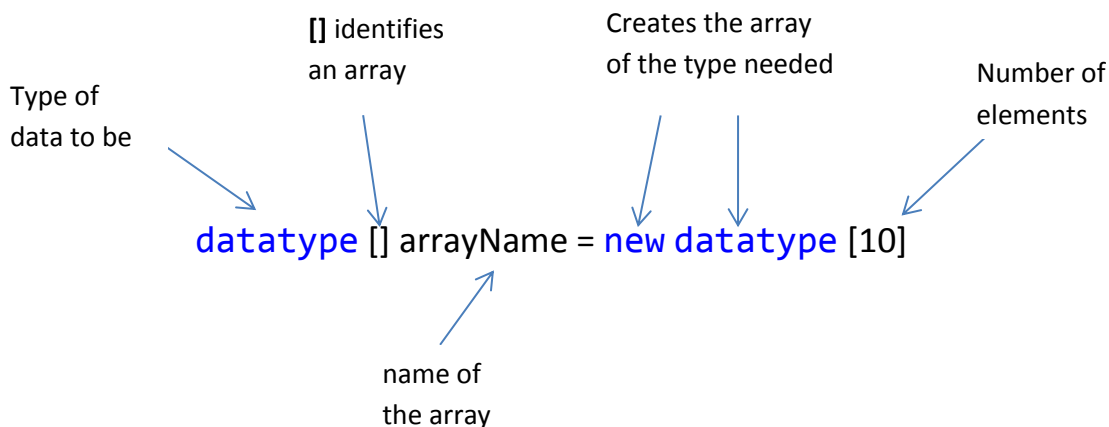 [] identifies
an array
Creates the array
of the type needed
Number of
elements
Type of
data to be
datatype [] arrayName = new datatype [10]
name of
the array